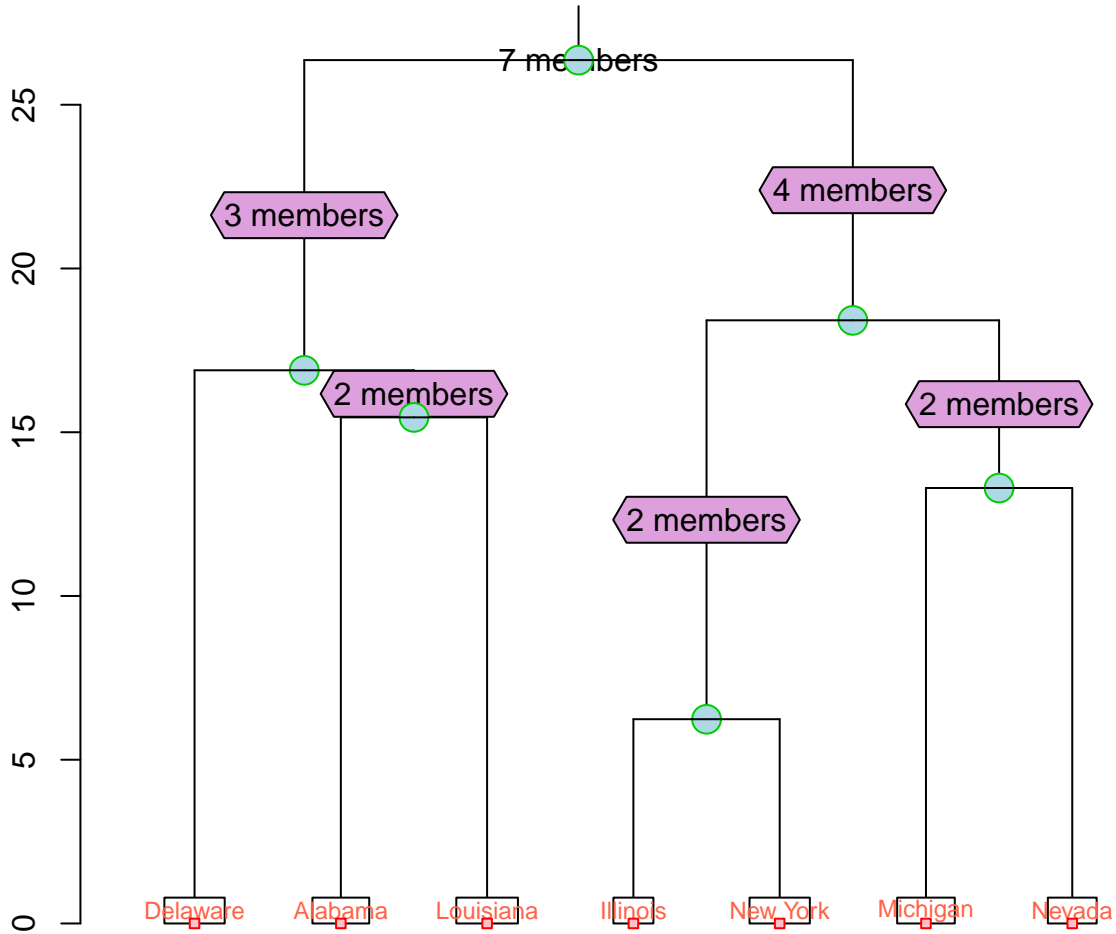 7 members
25
4 members
3 members
20
2 members
2 members
15
2 members
10
5
0
Delaware
Alabama
Louisiana
Illinois
New York
Michigan
Nevada